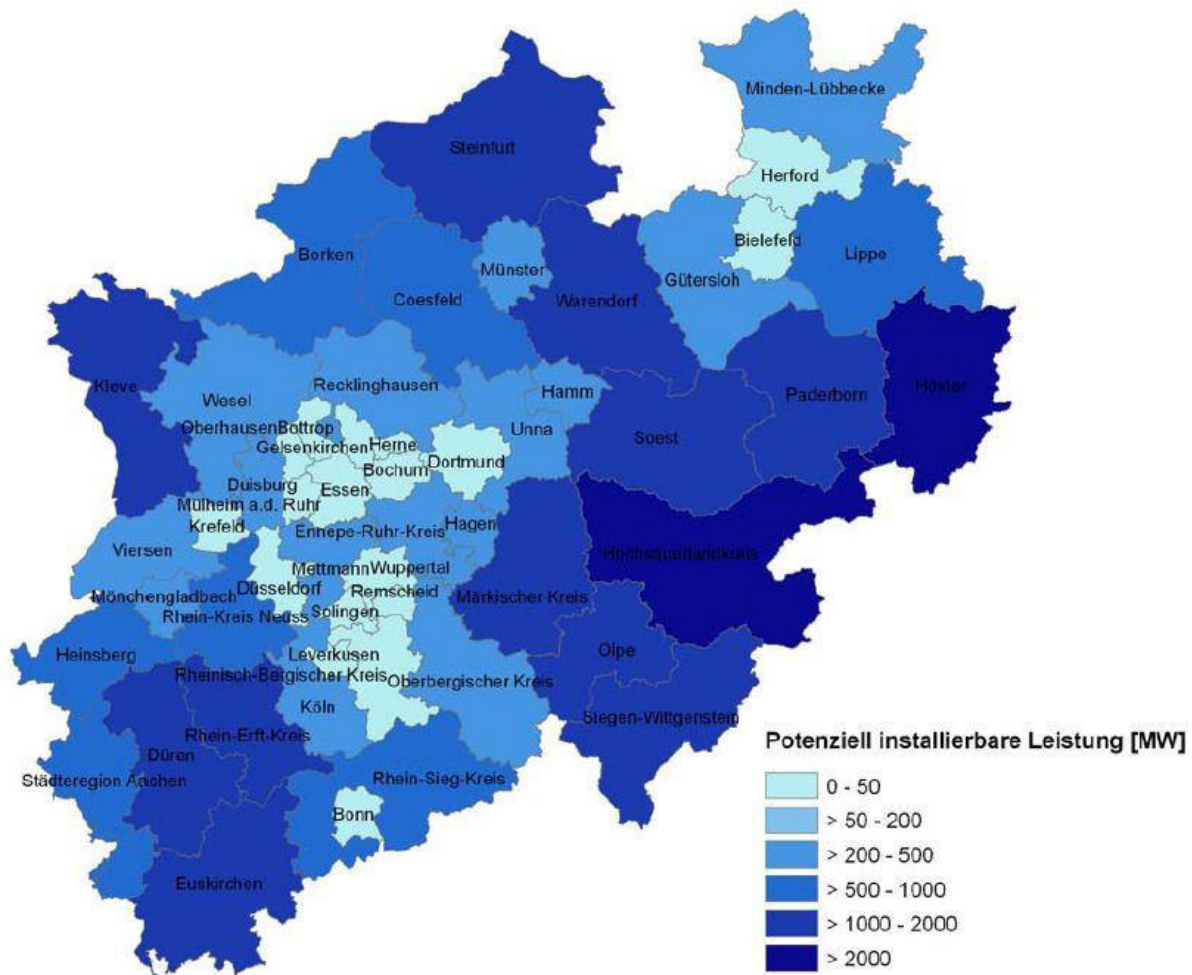 Minden-Lübbecke
Steinfurt
Herford
Bielefeld
Lippe
Borken
Münster
Gütersloh
Coesfeld
Warendorf
Kleve
Recklinghausen
Hamm
Paderborn
Höxter
Wesel
Oberhausen Bottrop
Unna
Soest
Gelsenkirchen Herne
Bochum
Dortmund
Duisburg
Essen
Mülheim a.d. Ruhr
Krefeld
Ennepe-Ruhr-Kreis
Hagen
Viersen
Hochsauerlandkreis
Mettmann
Wuppertal
Mönchengladbach
Düsseldorf
Remscheid
Märkischer Kreis
Rhein-Kreis Neuss
Solingen
Heinsberg
Leverkusen
Olpe
Rheinisch-Bergischer Kreis
Oberbergischer Kreis
Köln
Siegen-Wittgenstein
Rhein-Erft-Kreis
Düren
Städteregion Aachen
Rhein-Sieg-Kreis
Bonn
Euskirchen
Potenziell installierbare Leistung [MW]
0 - 50
> 50 - 200
> 200 - 500
> 500 - 1000
> 1000 - 2000
> 2000